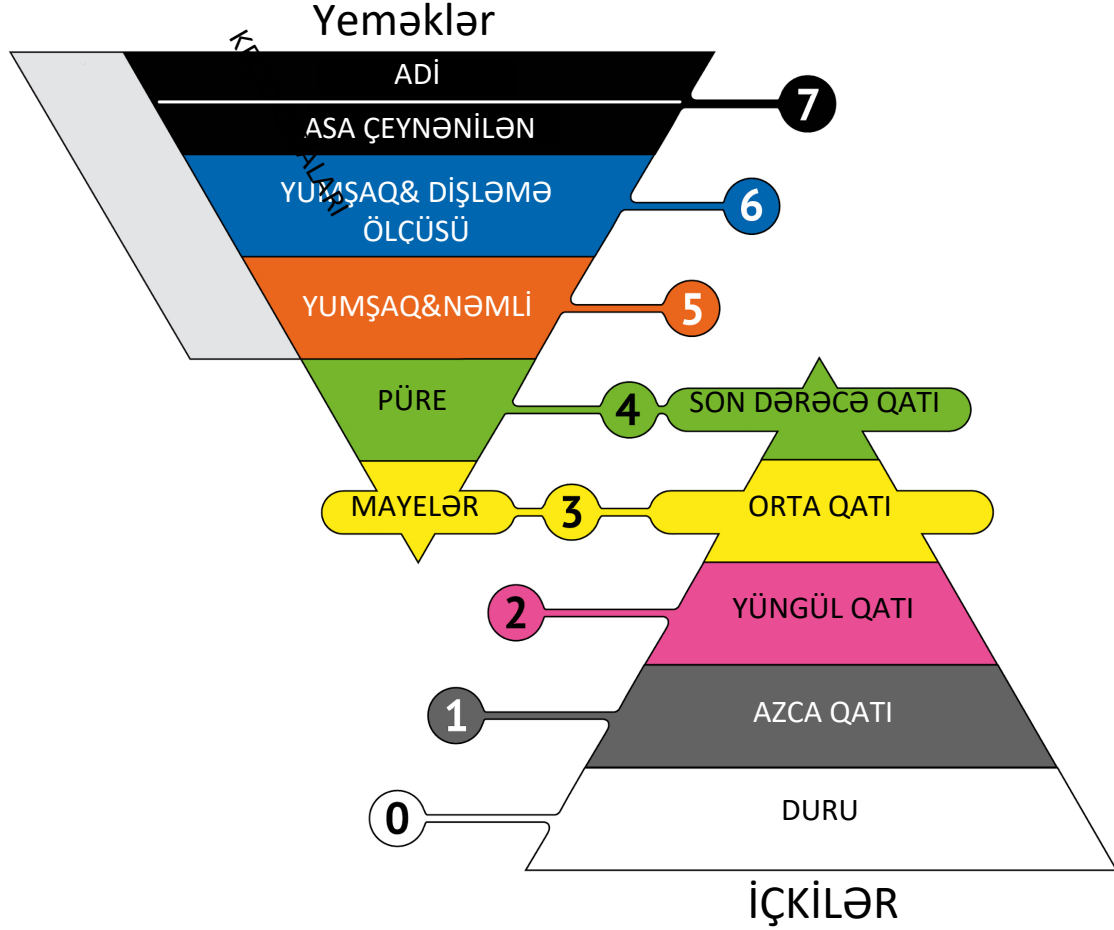 Yeməklər
ADİ
7
ASA ÇEYNƏNİLƏN
YUMŞAQ& DİŞLƏMƏ
ÖLÇÜSÜ
6
YUMŞAQ&NƏMLİ
5
PÜRE
4
SON DƏRƏCƏ QATI
MAYELƏR
3
ORTA QATI
2
YÜNGÜL QATI
1
AZCA QATI
0
DURU
İÇKİLƏR